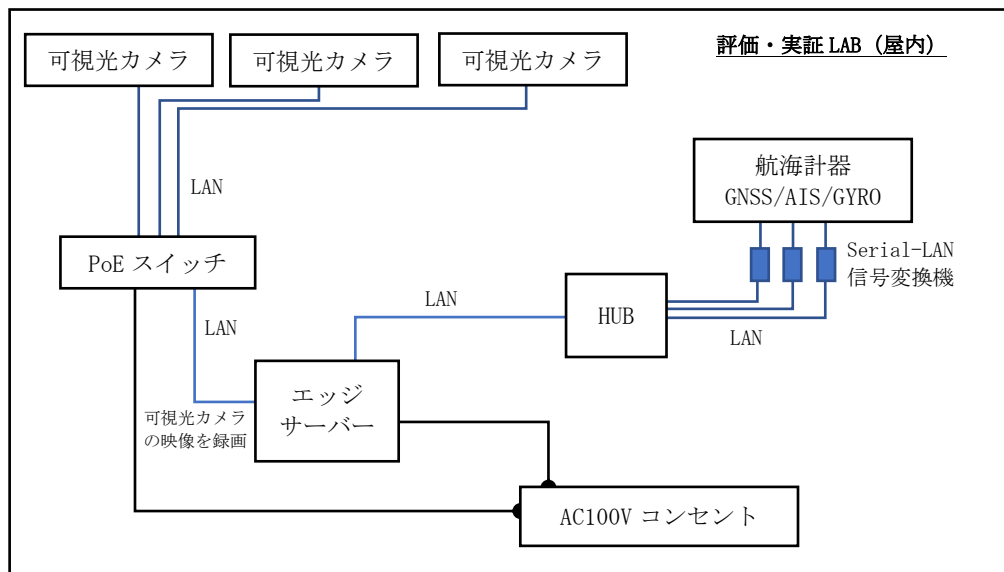 評価・実証 LAB（屋内）
可視光カメラ
可視光カメラ
可視光カメラ
航海計器
GNSS/AIS/GYRO
LAN
PoE スイッチ
Serial-LAN
信号変換機
LAN
HUB
LAN
LAN
エッジ
サーバー
可視光カメラ
の映像を録画
AC100V コンセント